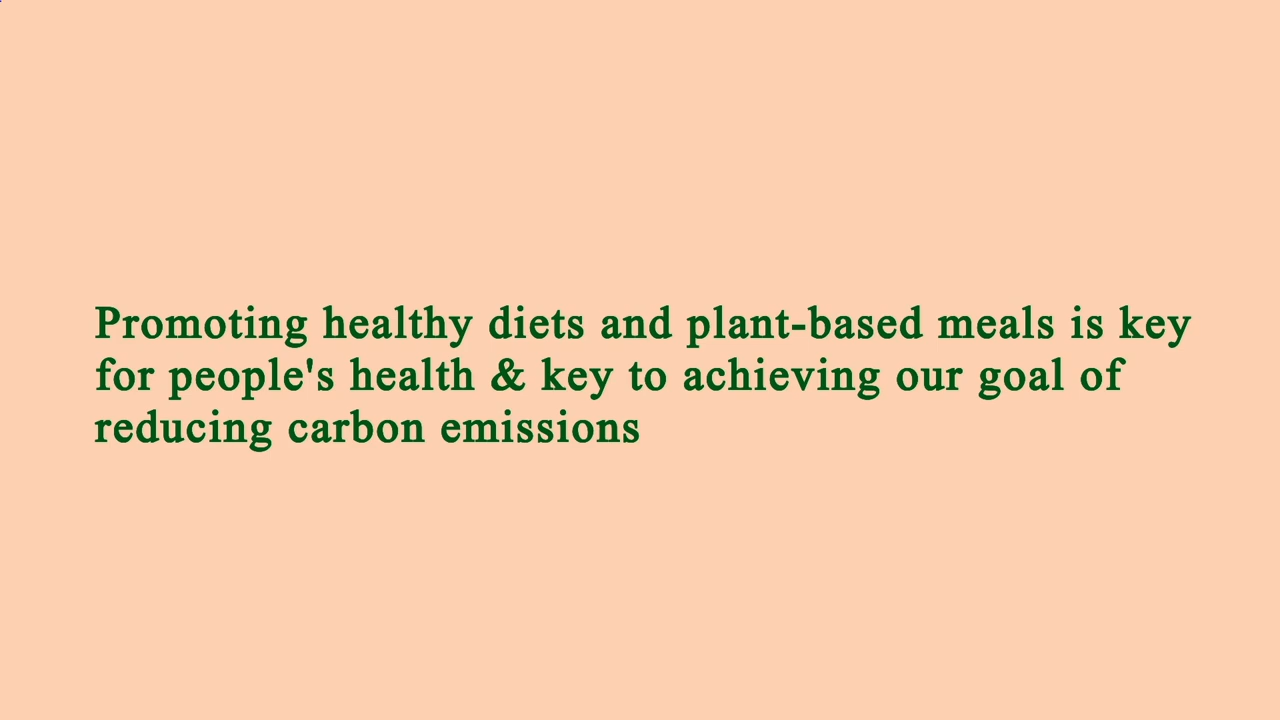 Promoting healthy diets and plant-based meals is key
for people's health & key to achieving our goal of
reducing carbon emissions